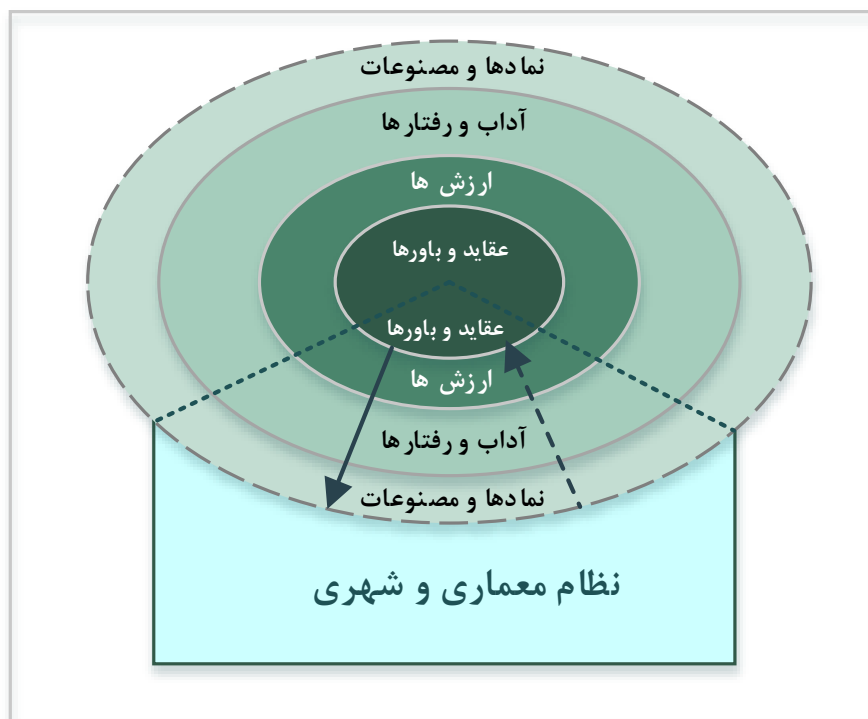 نمادها و مصنوعات
آداب و رفتارها
ارزش ها
عقاید و باورها
عقاید و باورها
ارزش ها
آداب و رفتارها
نمادها و مصنوعات
نظام معماری و شهری